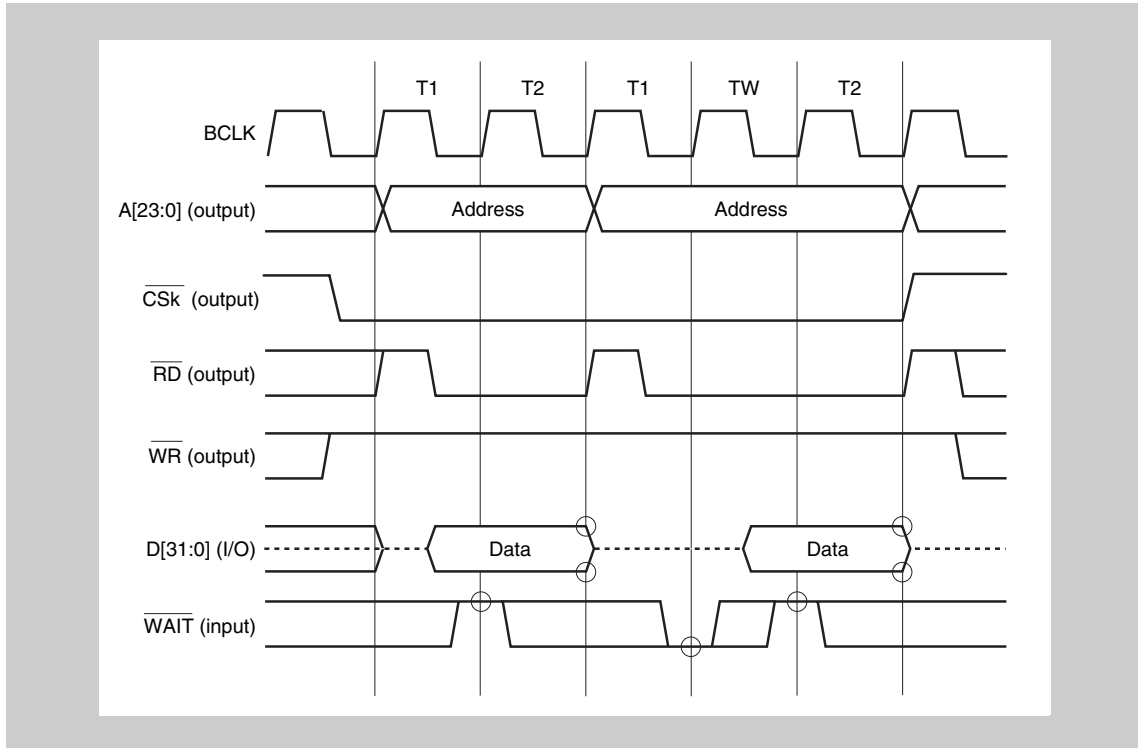 T1 T2 T1 TW T2
BCLK
A[23:0] (output) Address Address
CSk (output)
RD (output)
WR (output)
D[31:0] (I/O) Data Data
WAIT (input)